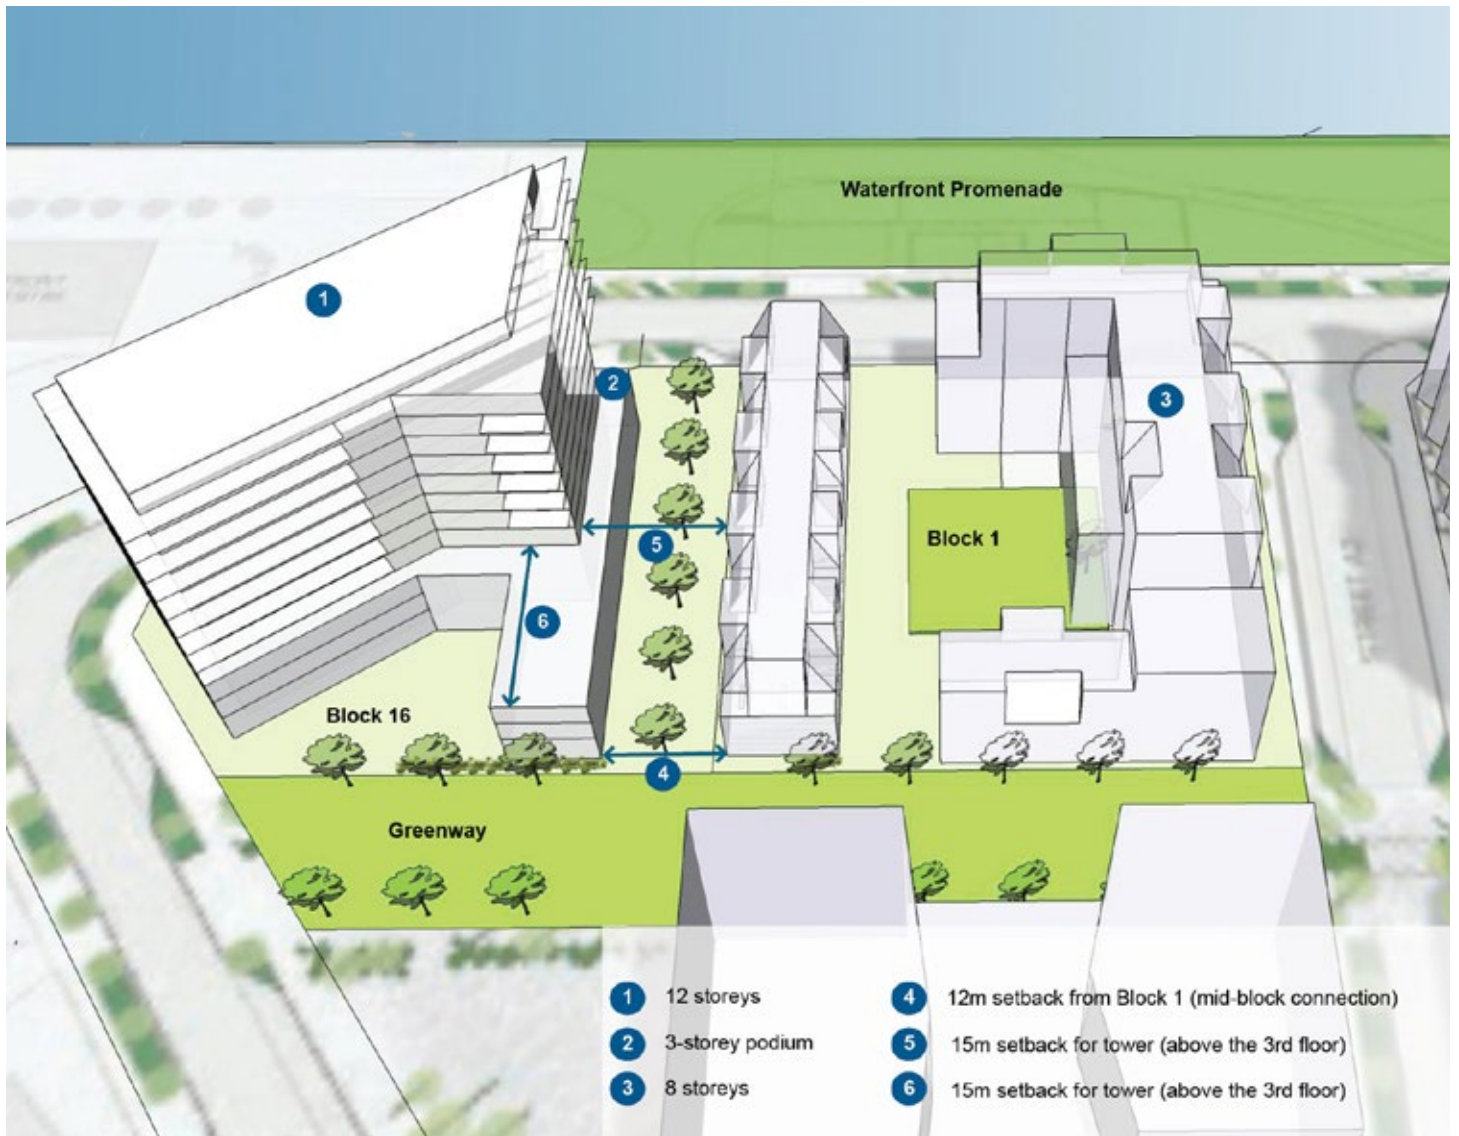 Waterfront Promenade
1
2
3
5
Block 1
6
Block 16
4
Greenway
1 12 storeys
2 3-storey podium
3 8 storeys
4 12m setback from Block 1 (mid-block connection)
5 15m setback for tower (above the 3rd floor)
6 15m setback for tower (above the 3rd floor)